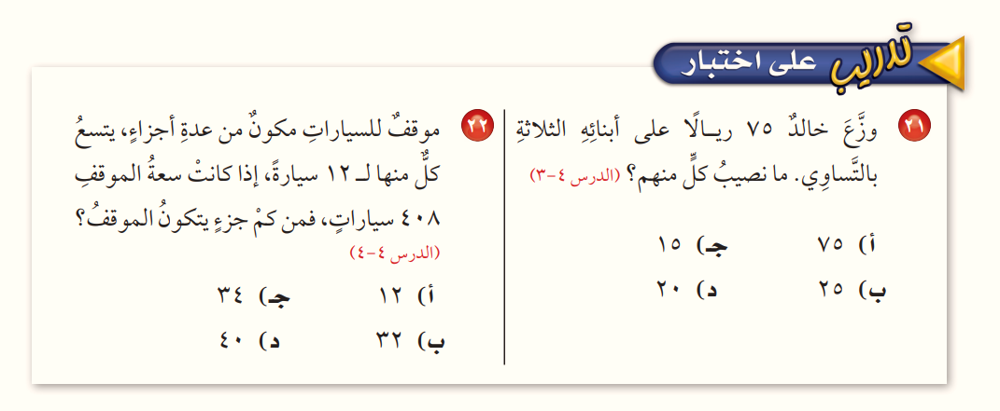 تدريب على اختبار
٢١ وزَّعَ خالدٌ ٧٥ ريــالًا على أبنائِهِ الثلاثةِ
بالتَّساوِي. ما نصيبُ كلٍّ منهم؟ (الدرس ٤-٣)
أ) ٧٥ جـ) ١٥
ب) ٢٥ د) ٢٠
٢٢ موقفٌ للسياراتِ مكونٌ من عدةِ أجزاءٍ، يتسعُ
كلٌّ منها لــ ١٢ سيارةً، إذا كانتْ سعةُ الموقفِ
٤٠٨ سياراتٍ، فمن كمْ جزءٍ يتكونُ الموقفُ؟
(الدرس ٤-٤)
أ) ١٢ جـ) ٣٤
ب) ٣٢ د) ٤٠